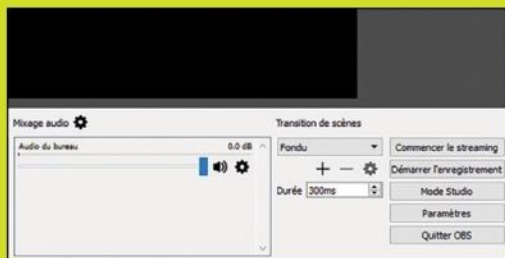 Mixage audio
Audio du bureau 0.0 dB
Transition de scènes
Fondu
Durée 300ms
Commencer le streaming
Démarrer l'enregistrement
Mode Studio
Paramètres
Quitter OBS